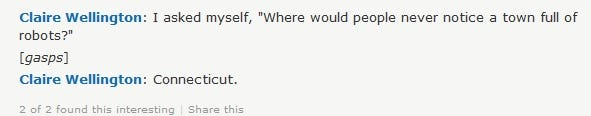 Claire Wellington: I asked myself, "Where would people never notice a town full of
robots?"
[gasps]
Claire Wellington: Connecticut.
2 of 2 found this interesting | Share this